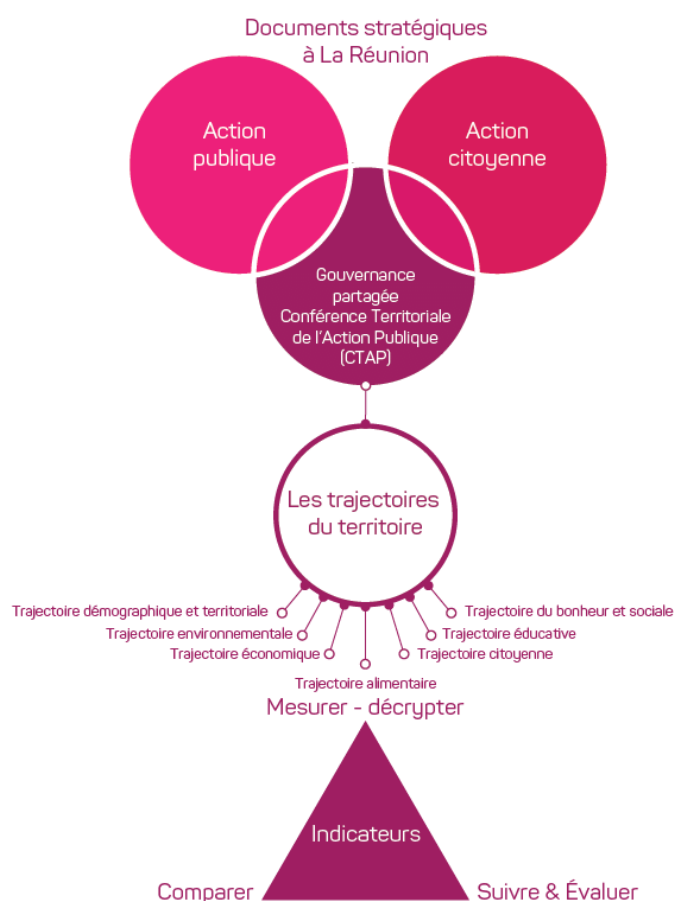 Documents stratégiques
à La Réunion
Action
publique
Action
citoyenne
Gouvernance
partagée
Conférence Territoriale
de l'Action Publique
(CTAP)
Les trajectoires
du territoire
Trajectoire démographique et territoriale
Trajectoire environnementale
Trajectoire économique
Trajectoire alimentaire
Trajectoire citoyenne
Trajectoire éducative
Trajectoire du bonheur et sociale
Mesurer - décrypter
Indicateurs
Comparer
Suivre & Évaluer